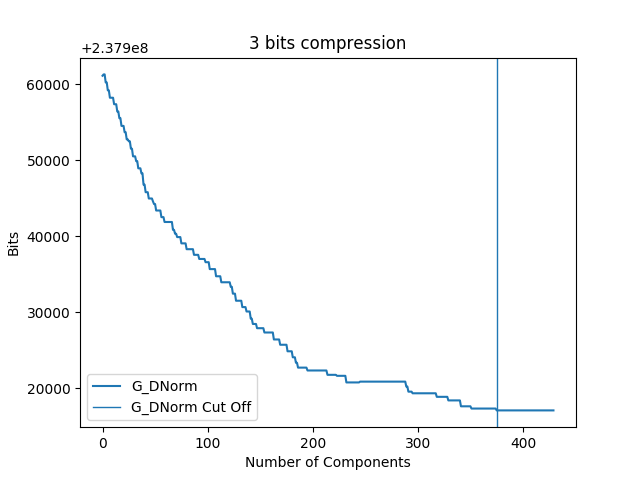 3 bits compression
+2.379e8
60000
50000
40000
30000
20000
Bits
G_DNorm
G_DNorm Cut Off
0 100 200 300 400
Number of Components